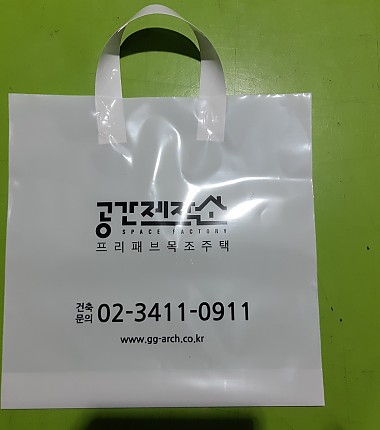 공간제작소
SPACE FACTORY
프리패브목조주택
건축문의 02-3411-0911
www.gg-arch.co.kr